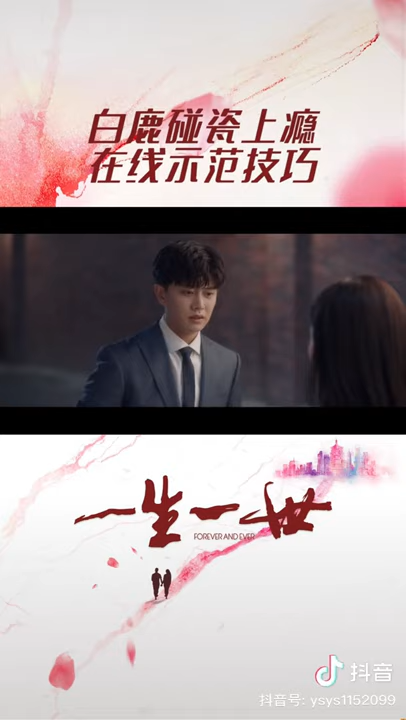 白鹿碰瓷上瘾
在线示范技巧
一生一世
FOREVER AND EVER
抖音
抖音号: ysys1152099